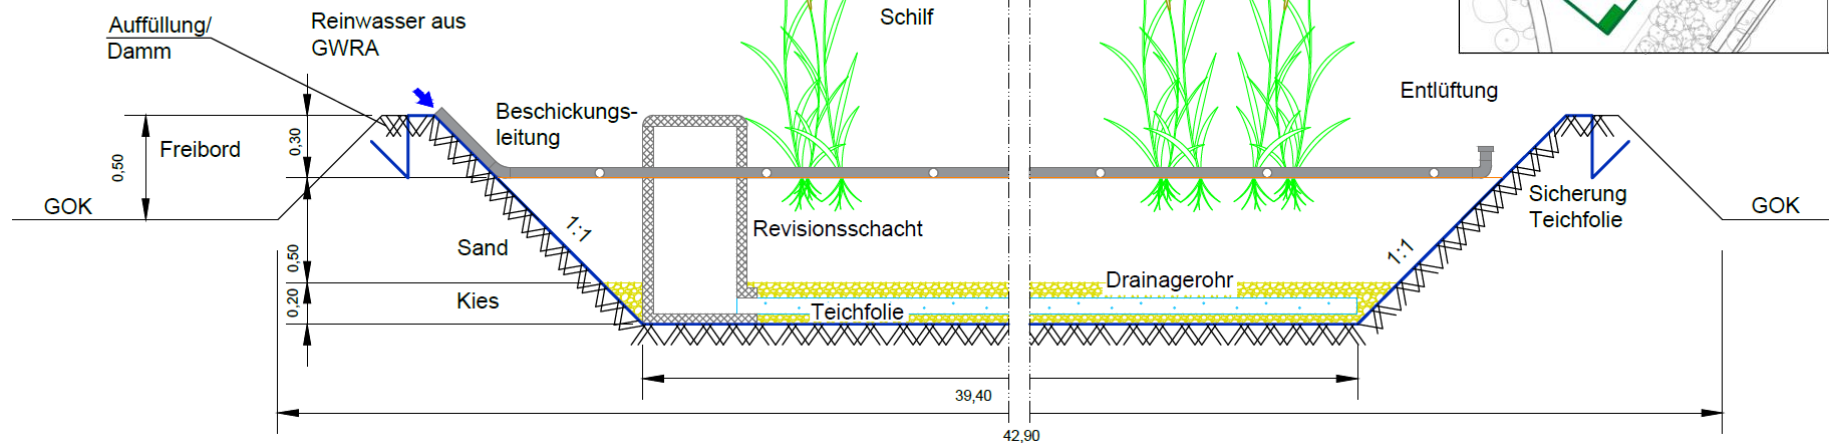 Auffüllung/
Damm
Reinwasser aus
GWRA
Schilf
Beschickungs-
leitung
Entlüftung
Freibord
0,50
0,30
GOK
1:1
Sand
0,50
Revisionsschacht
Sicherung
Teichfolie
GOK
1:1
Kies
0,20
Drainagerohr
Teichfolie
39,40
42,90